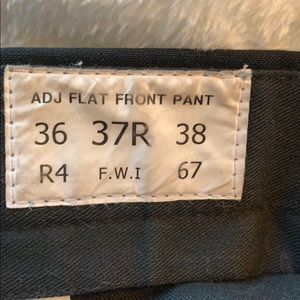 ADJ FLAT FRONT PANT
36 37R 38
R4 F.W.I 67